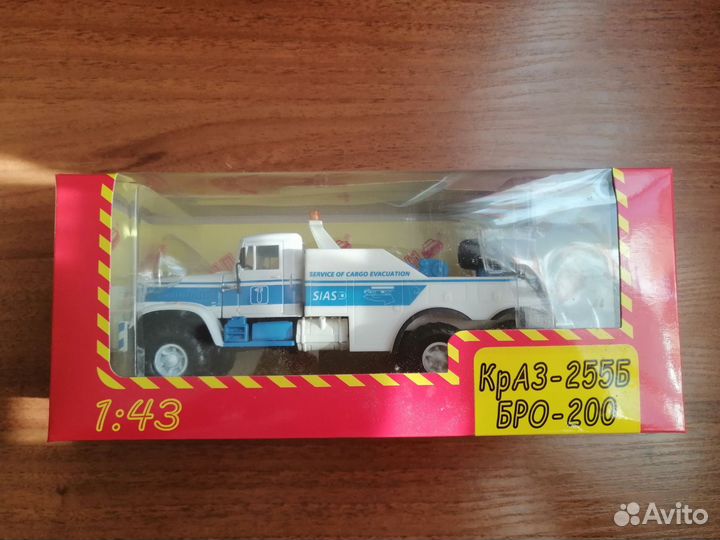 SERVICE OF CARGO EVACUATION
SIAS
1:43
КрАЗ-255Б
БРО-200
Avito